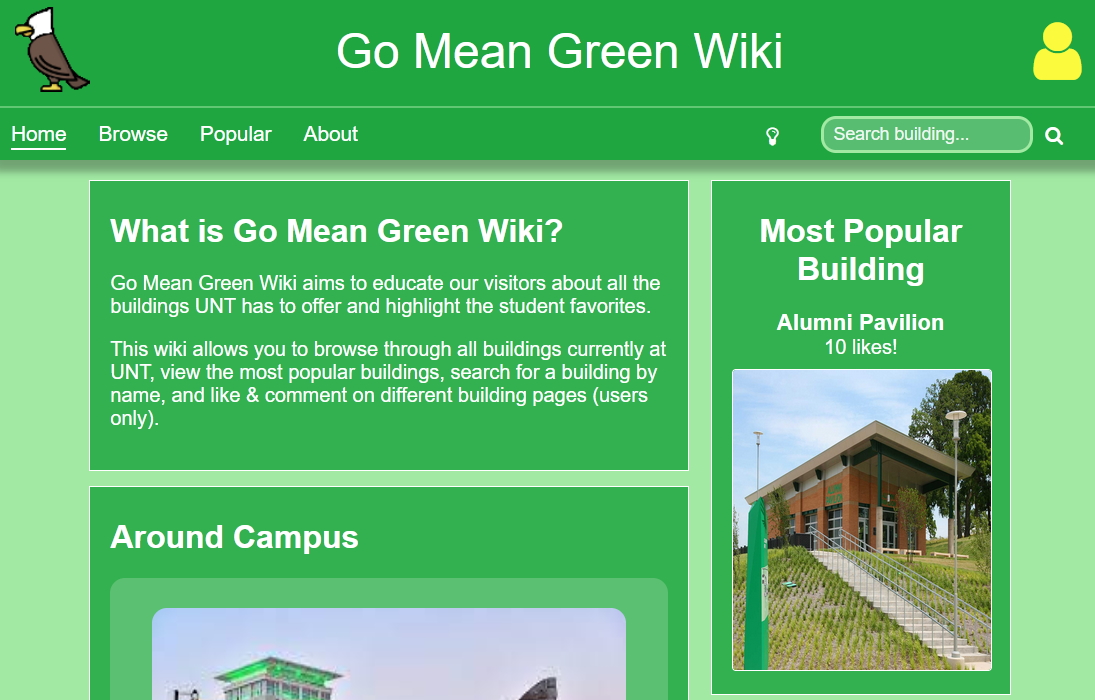 Go Mean Green Wiki
Home
Browse
Popular
About
Search building...
What is Go Mean Green Wiki?
Go Mean Green Wiki aims to educate our visitors about all the
buildings UNT has to offer and highlight the student favorites.
This wiki allows you to browse through all buildings currently at
UNT, view the most popular buildings, search for a building by
name, and like & comment on different building pages (users
only).
Around Campus
Most Popular
Building
Alumni Pavilion
10 likes!